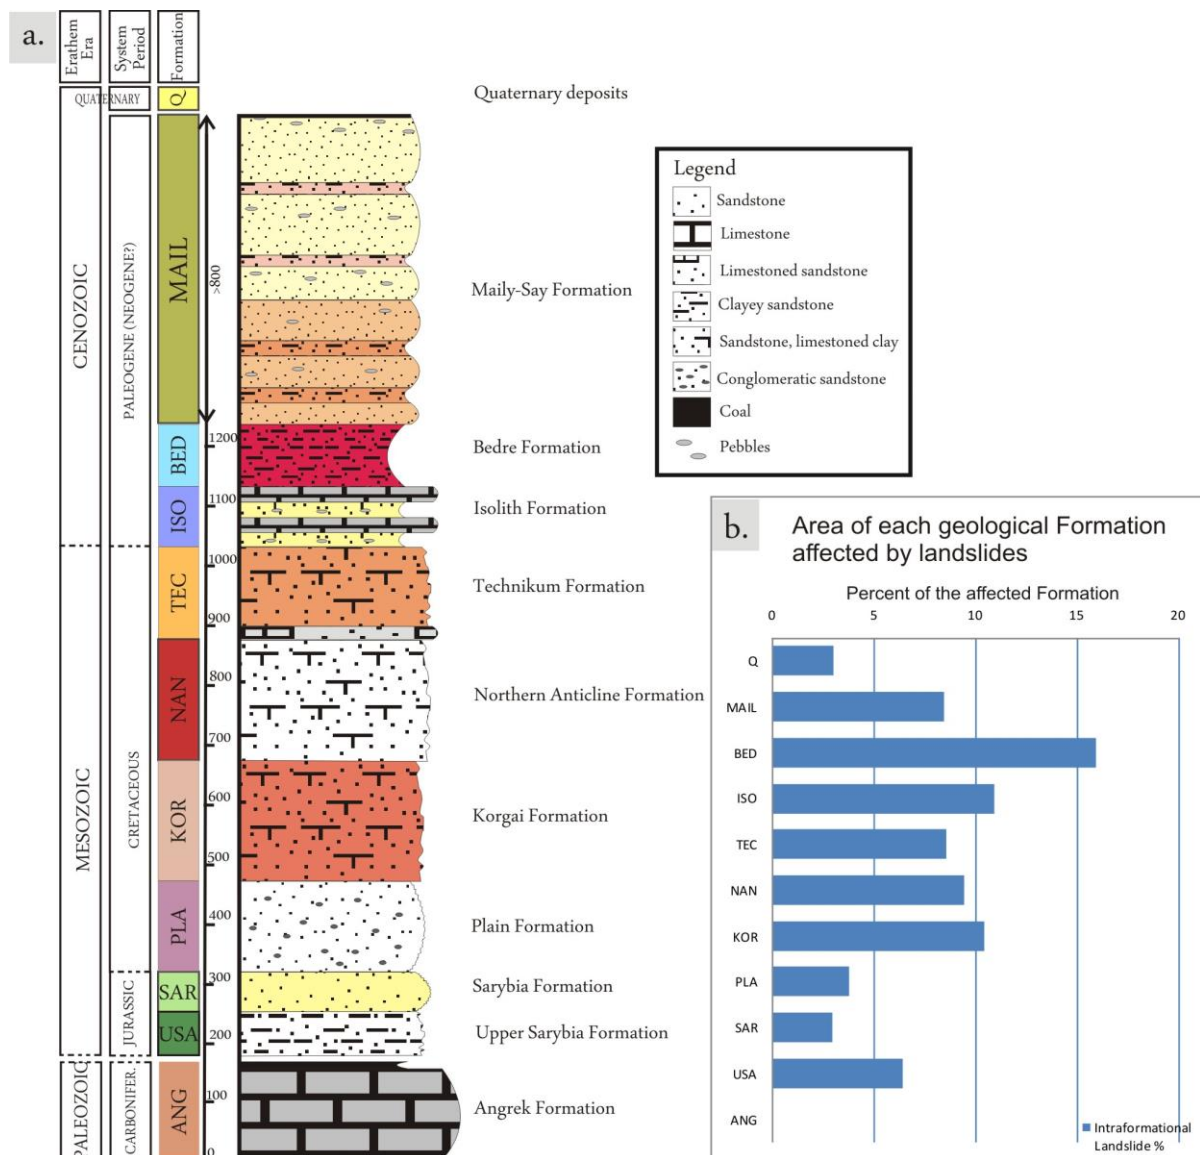 a.
Erathem
Era
System
Period
Formation
QUATERNARY
Q
Quaternary deposits
CENOZOIC
PALEOGENE (NEOGENE?)
MAIL
>800
Maily-Say Formation
BED
1200
Bedre Formation
ISO
1100
Isolith Formation
MESOZOIC
CRETACEOUS
TEC
1000
900
Technikum Formation
NAN
800
700
Northern Anticline Formation
KOR
600
500
Korgai Formation
PLA
400
Plain Formation
JURASSIC
SAR
300
Sarybia Formation
USA
200
Upper Sarybia Formation
PALEOZOIC
CARBONIFER.
ANG
100
0
Angrek Formation
Legend
Sandstone
Limestone
Limestoned sandstone
Clayey sandstone
Sandstone, limestoned clay
Conglomeratic sandstone
Coal
Pebbles
b.
Area of each geological Formation
affected by landslides
Percent of the affected Formation
0 5 10 15 20
Q
MAIL
BED
ISO
TEC
NAN
KOR
PLA
SAR
USA
ANG
Intraformational
Landslide %